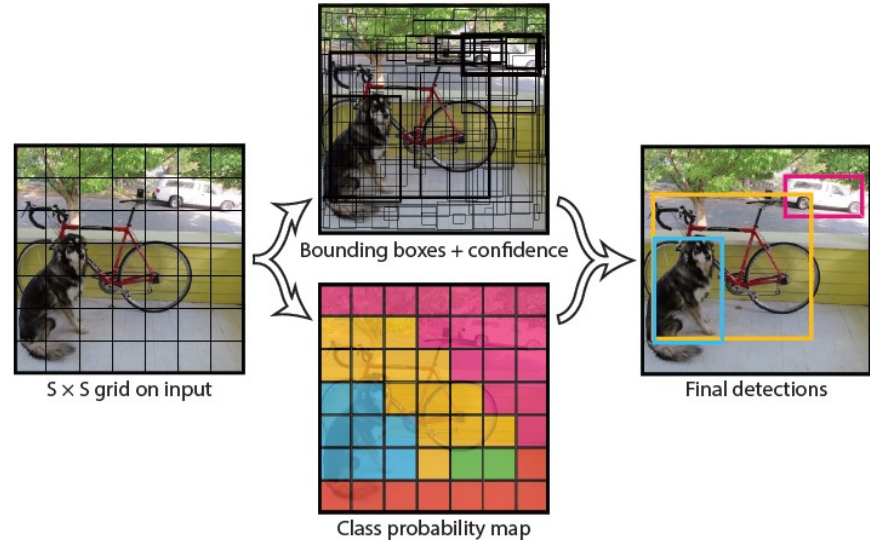 Bounding boxes + confidence
S × S grid on input
Final detections
Class probability map